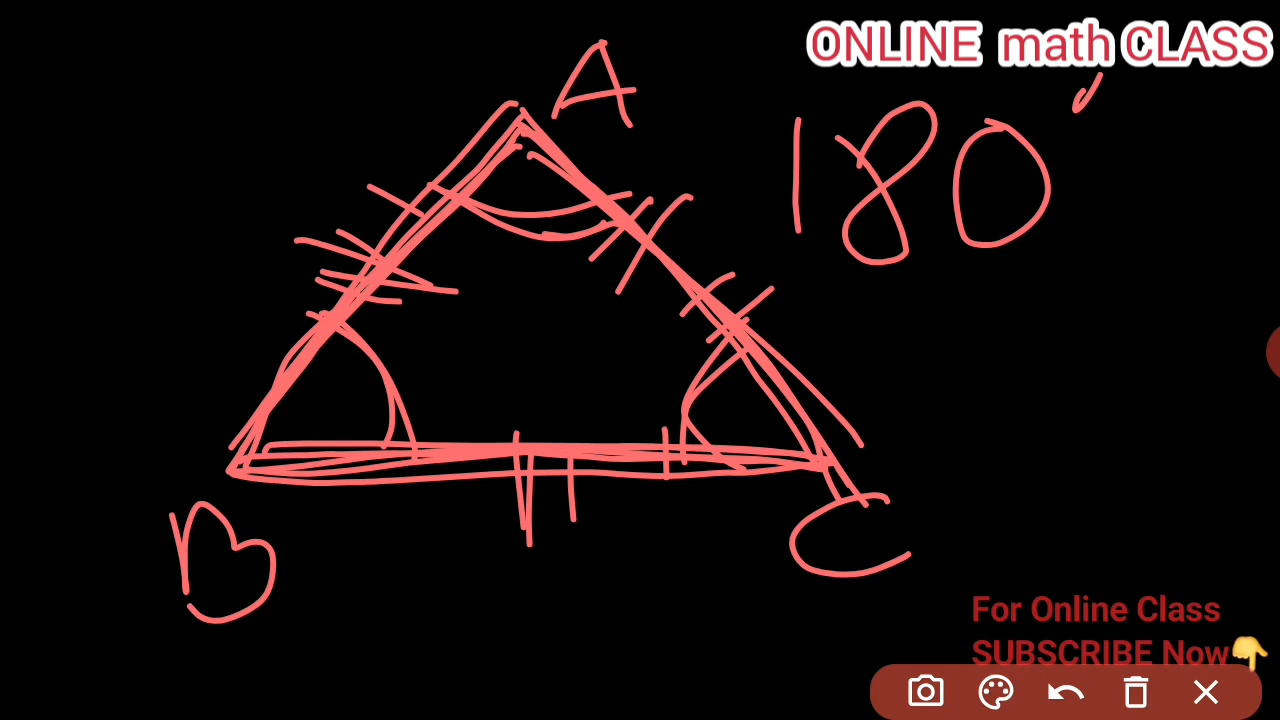 ONLINE math CLASS
A
180°
B
C
For Online Class
SUBSCRIBE Now👇